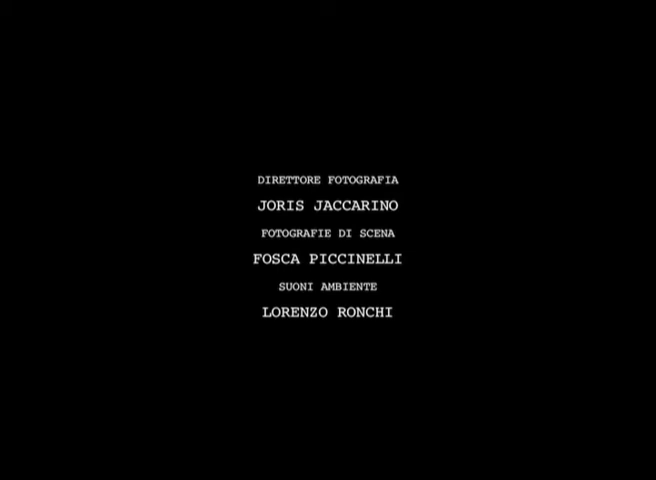 DIRETTORE FOTOGRAFIA
JORIS JACCARINO
FOTOGRAFIE DI SCENA
FOSCA PICCINELLI
SUONI AMBIENTE
LORENZO RONCHI